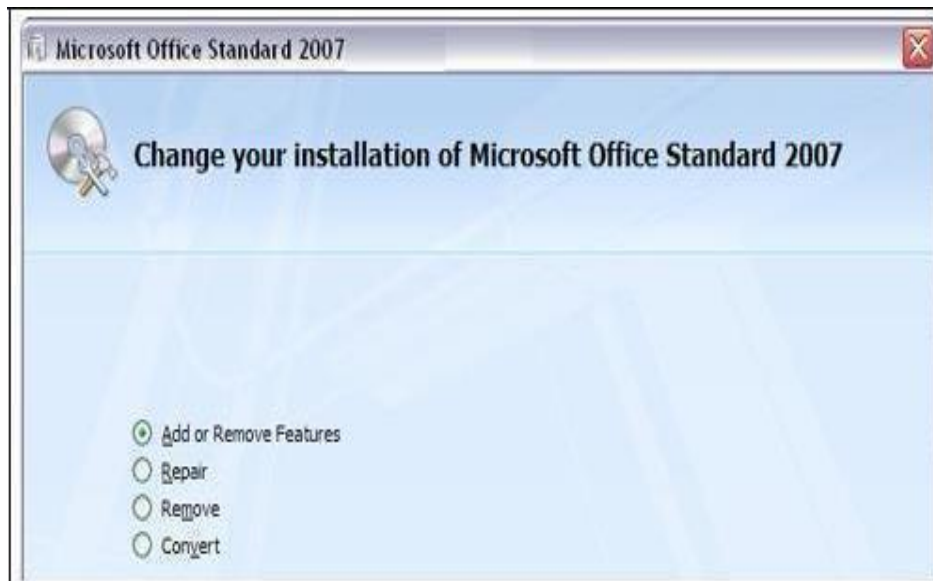 Microsoft Office Standard 2007
Change your installation of Microsoft Office Standard 2007
Add or Remove Features
Repair
Remove
Convert